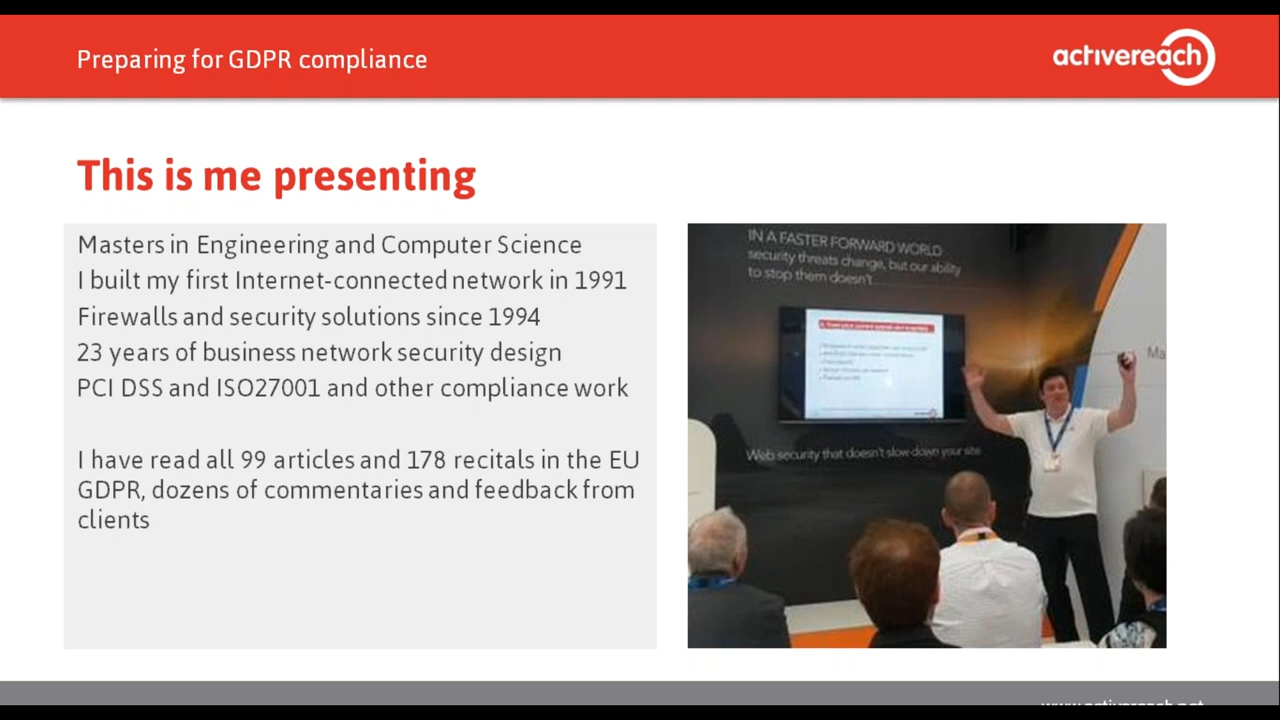 Preparing for GDPR compliance
activereach
This is me presenting
Masters in Engineering and Computer Science
I built my first Internet-connected network in 1991
Firewalls and security solutions since 1994
23 years of business network security design
PCI DSS and ISO27001 and other compliance work
I have read all 99 articles and 178 recitals in the EU
GDPR, dozens of commentaries and feedback from
clients
IN A FASTER FORWARD WORLD
security threats change, but our ability
to stop them doesn't
Ma
Web security that doesn't slow down your site
www.activereach.net